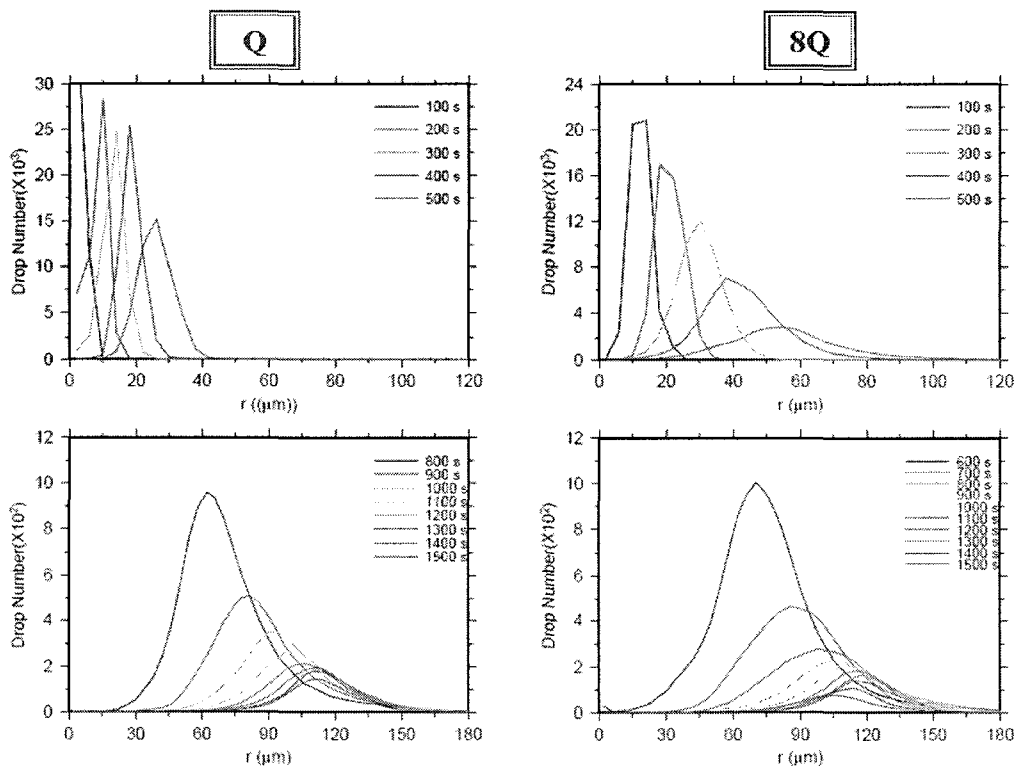 Q
8Q
30
25
20
15
10
5
0
Drop Number(X10³)
100 s
200 s
300 s
400 s
500 s
0 20 40 60 80 100 120
r ((μm))
24
20
16
12
8
4
0
Drop Number(X10³)
100 s
200 s
300 s
400 s
500 s
0 20 40 60 80 100 120
r (μm)
12
10
8
6
4
2
0
Drop Number(X10²)
800 s
900 s
1000 s
1100 s
1200 s
1300 s
1400 s
1500 s
0 30 60 90 120 150 180
r (μm)
12
10
8
6
4
2
0
Drop Number(X10²)
600 s
700 s
800 s
900 s
1000 s
1100 s
1200 s
1300 s
1400 s
1500 s
0 30 60 90 120 150 180
r (μm)